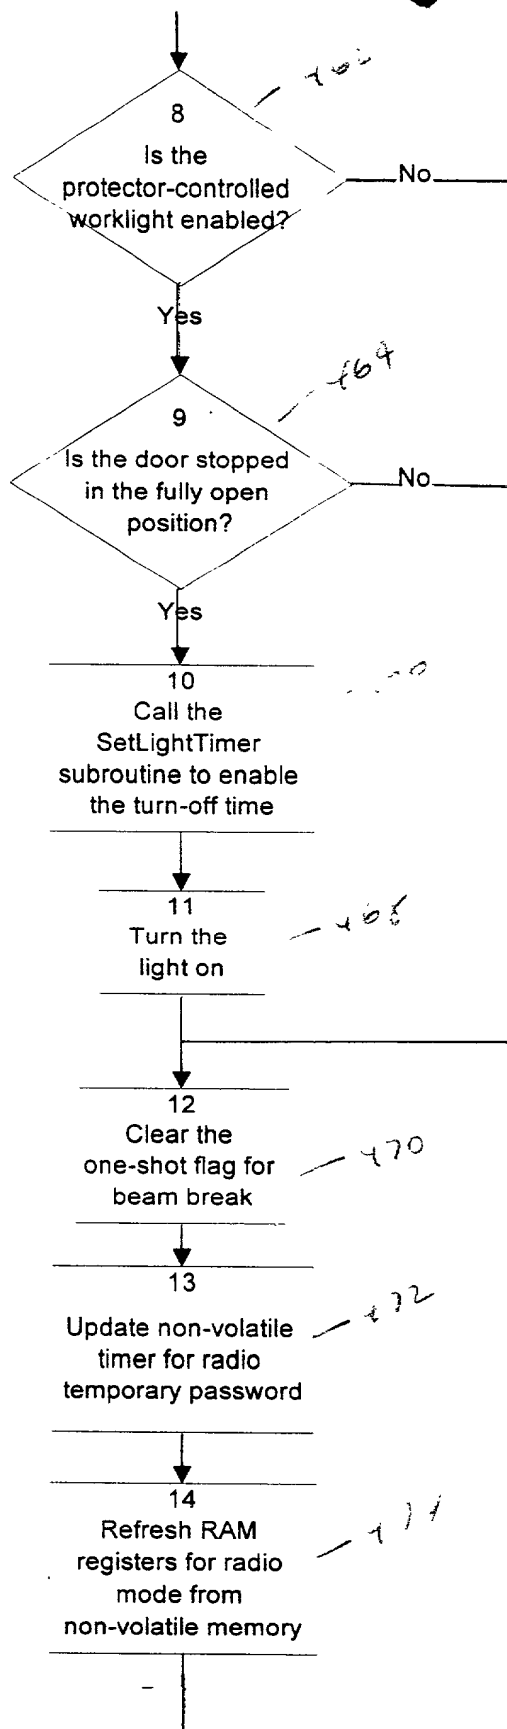 8
Is the
protector-controlled
worklight enabled?
No
Yes
464
9
Is the door stopped
in the fully open
position?
No
Yes
10
Call the
SetLightTimer
subroutine to enable
the turn-off time
11
Turn the
light on
12
Clear the
one-shot flag for
beam break
470
13
472
Update non-volatile
timer for radio
temporary password
14
Refresh RAM
registers for radio
mode from
non-volatile memory